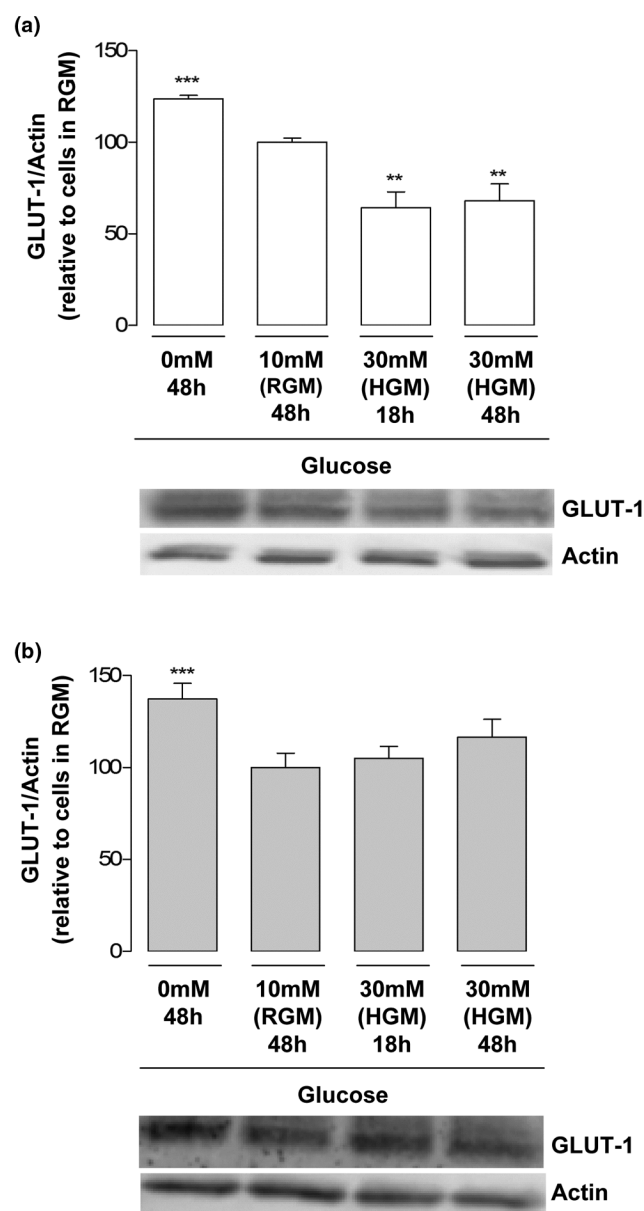 (a)
GLUT-1/Actin
(relative to cells in RGM)
150
100
50
0
***
**
**
0mM
48h
10mM
(RGM)
48h
30mM
(HGM)
18h
30mM
(HGM)
48h
Glucose
GLUT-1
Actin
(b)
GLUT-1/Actin
(relative to cells in RGM)
150
100
50
0
***
0mM
48h
10mM
(RGM)
48h
30mM
(HGM)
18h
30mM
(HGM)
48h
Glucose
GLUT-1
Actin